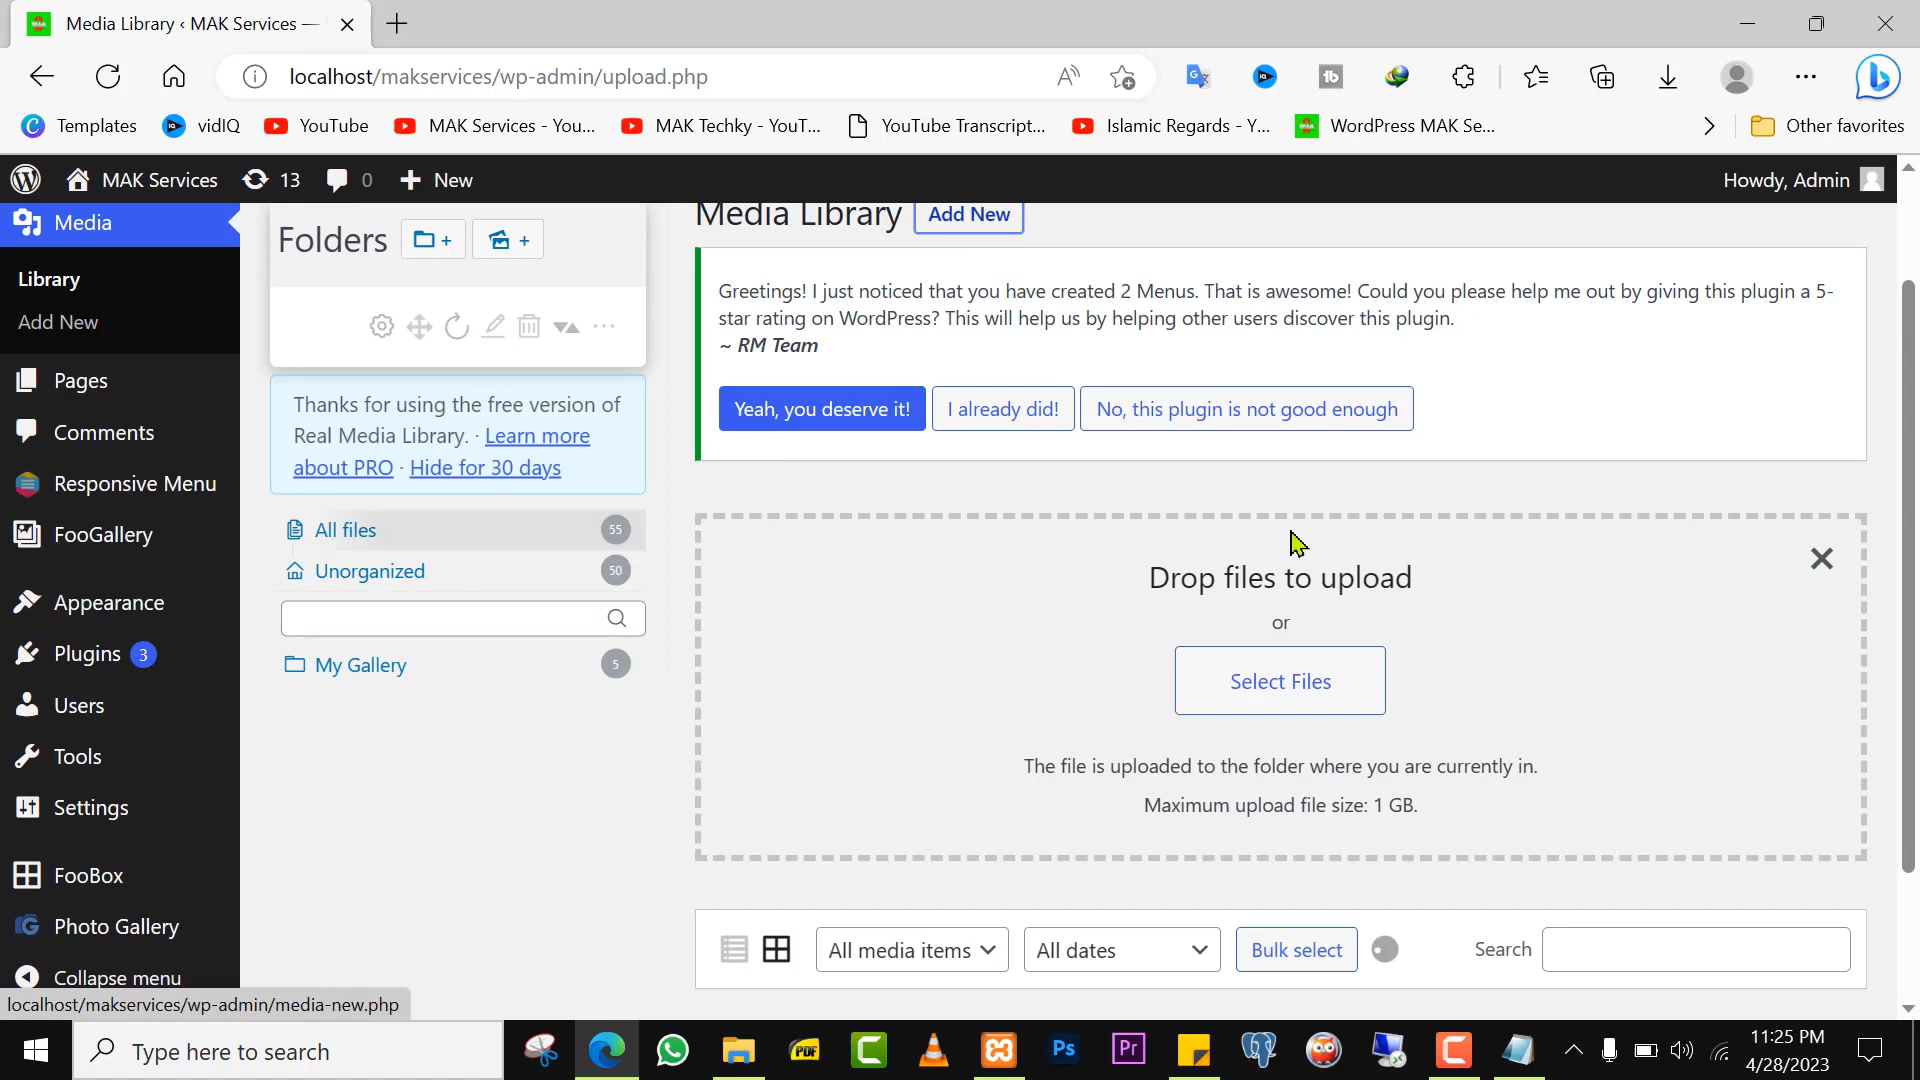 Media Library ‹ MAK Services —
localhost/makservices/wp-admin/upload.php
Templates
vidIQ
YouTube
MAK Services - You...
MAK Techky - YouT...
YouTube Transcript...
Islamic Regards - Y...
WordPress MAK Se...
Other favorites
MAK Services
13
0
New
Howdy, Admin
Media
Library
Add New
Pages
Comments
Responsive Menu
FooGallery
Appearance
Plugins 3
Users
Tools
Settings
FooBox
Photo Gallery
Collapse menu
localhost/makservices/wp-admin/media-new.php
Folders
+
+
Thanks for using the free version of
Real Media Library. · Learn more
about PRO · Hide for 30 days
All files 55
Unorganized 50
My Gallery 5
Media Library Add New
Greetings! I just noticed that you have created 2 Menus. That is awesome! Could you please help me out by giving this plugin a 5-
star rating on WordPress? This will help us by helping other users discover this plugin.
~ RM Team
Yeah, you deserve it! I already did! No, this plugin is not good enough
Drop files to upload
or
Select Files
The file is uploaded to the folder where you are currently in.
Maximum upload file size: 1 GB.
All media items All dates Bulk select Search
Type here to search
PDF
Ps
Pr
11:25 PM
4/28/2023